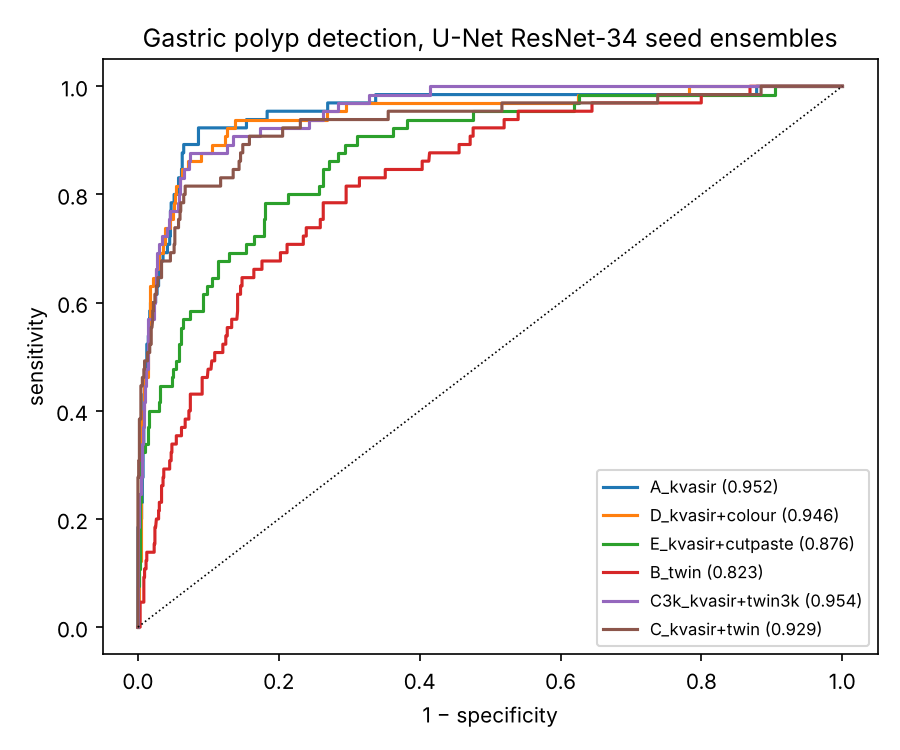 Gastric polyp detection, U-Net ResNet-34 seed ensembles
sensitivity
1.0
0.8
0.6
0.4
0.2
0.0
A_kvasir (0.952)
D_kvasir+colour (0.946)
E_kvasir+cutpaste (0.876)
B_twin (0.823)
C3k_kvasir+twin3k (0.954)
C_kvasir+twin (0.929)
0.0 0.2 0.4 0.6 0.8 1.0
1 − specificity